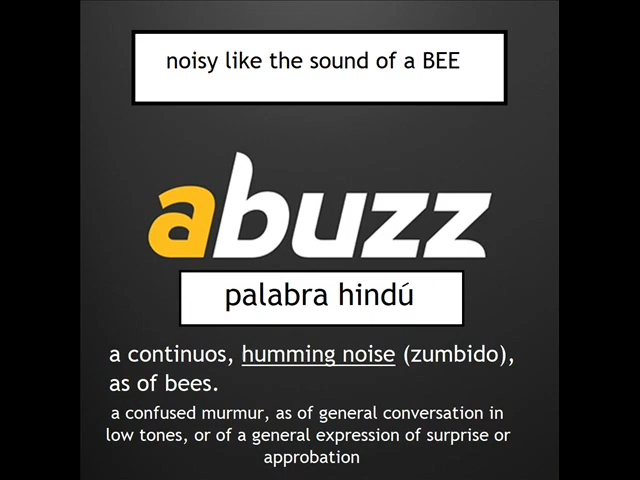 noisy like the sound of a BEE
abuzz
palabra hindú
a continuos, humming noise (zumbido),
as of bees.
a confused murmur, as of general conversation in
low tones, or of a general expression of surprise or
approbation